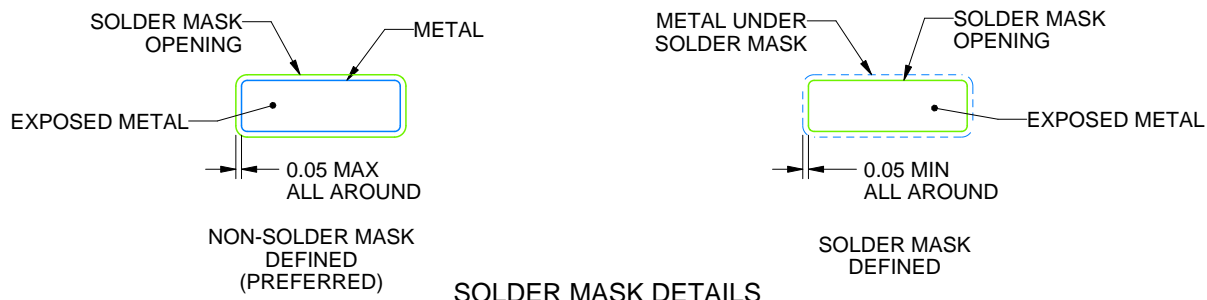 SOLDER MASK
OPENING
METAL
EXPOSED METAL
0.05 MAX
ALL AROUND
NON-SOLDER MASK
DEFINED
(PREFERRED)
METAL UNDER
SOLDER MASK
SOLDER MASK
OPENING
EXPOSED METAL
0.05 MIN
ALL AROUND
SOLDER MASK
DEFINED
SOLDER MASK DETAILS